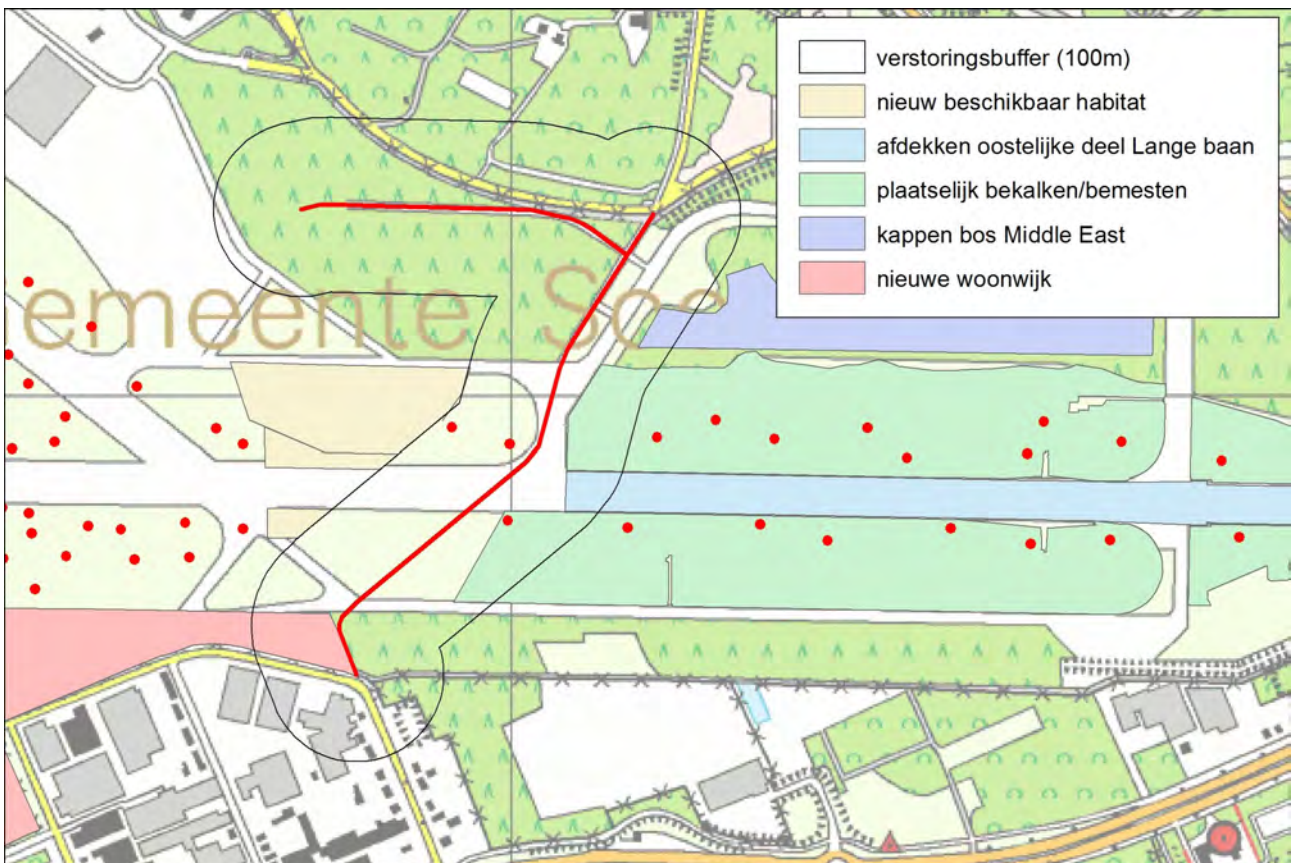 verstoringsbuffer (100m)
nieuw beschikbaar habitat
afdekken oostelijke deel Lange baan
plaatselijk bekalken/bemesten
kappen bos Middle East
nieuwe woonwijk
emeente Soe